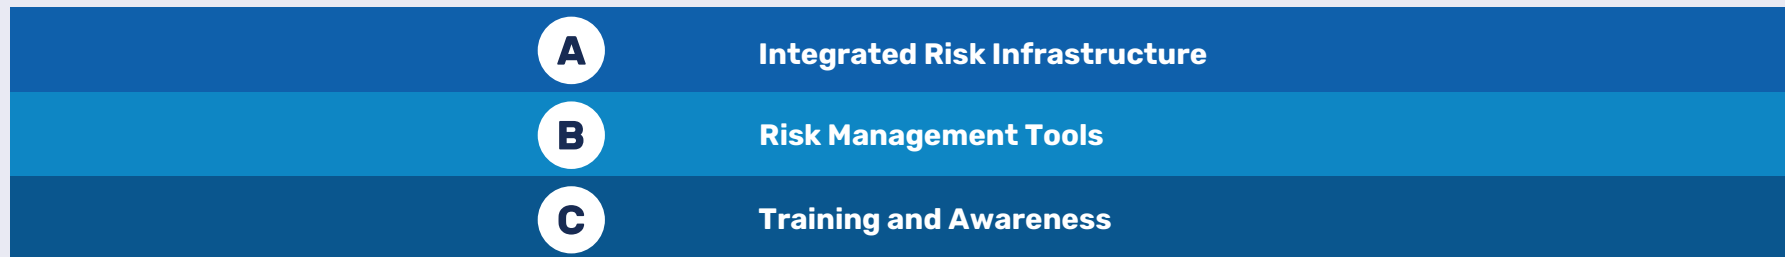 A Integrated Risk Infrastructure
B Risk Management Tools
C Training and Awareness